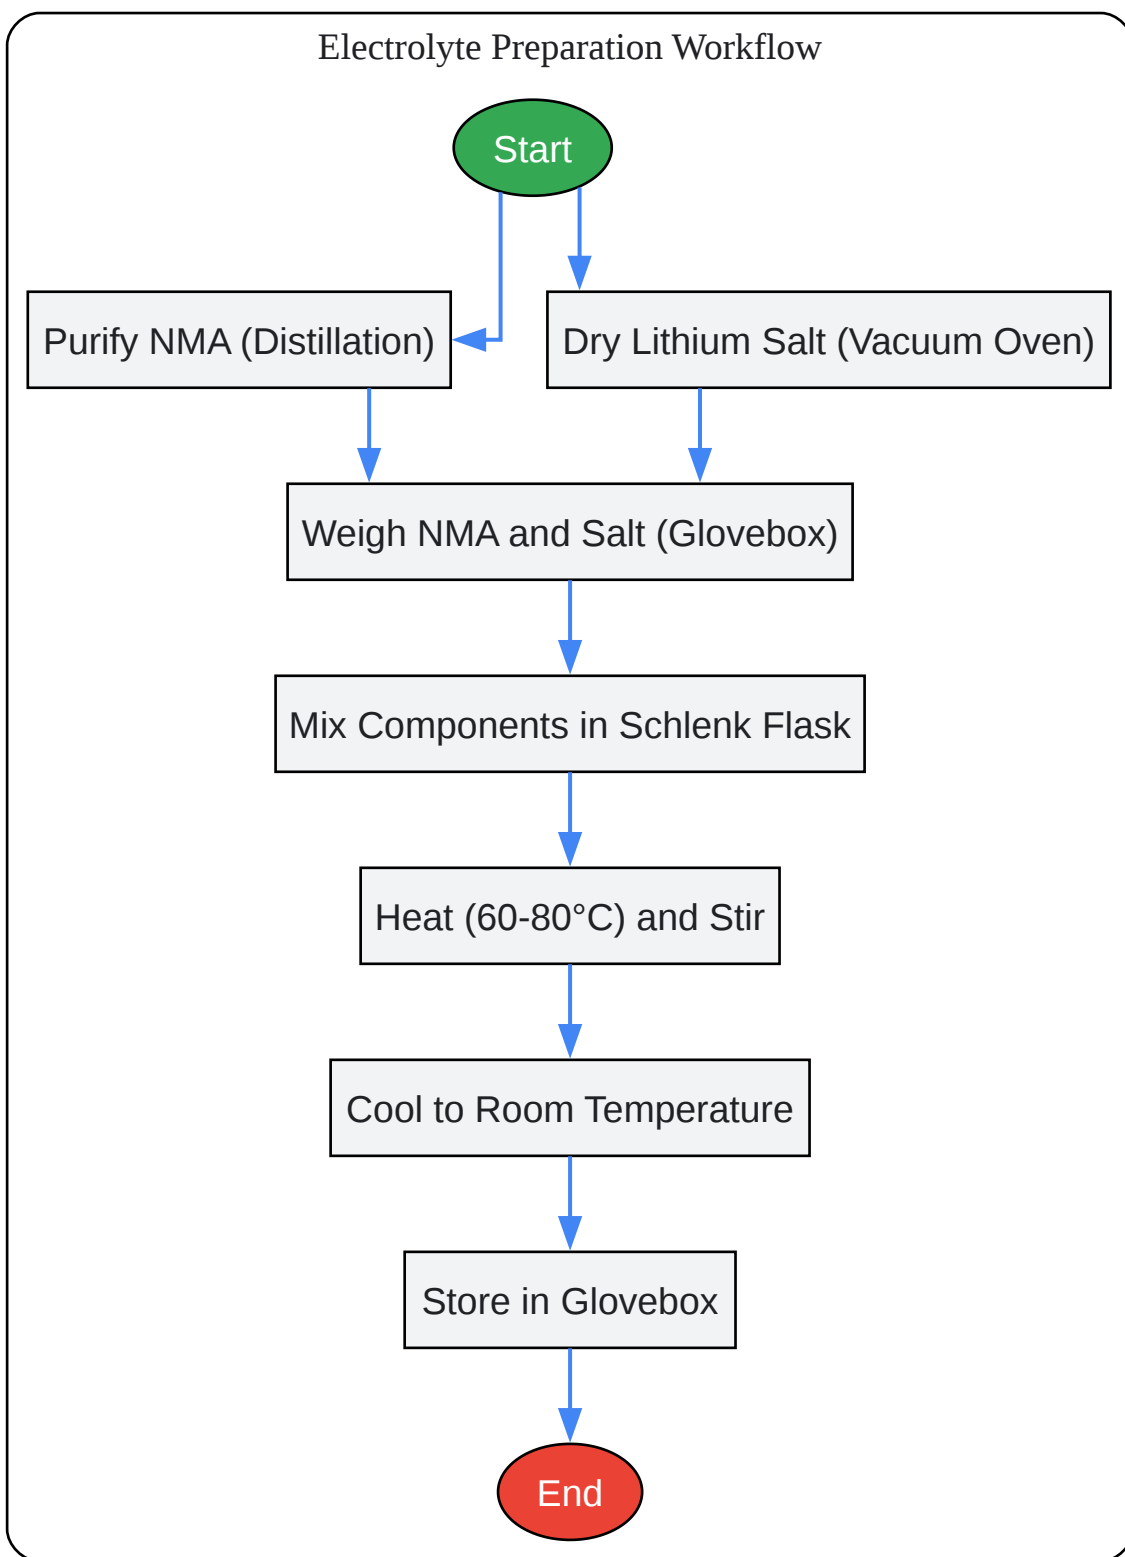 Electrolyte Preparation Workflow
Start
Purify NMA (Distillation)
Dry Lithium Salt (Vacuum Oven)
Weigh NMA and Salt (Glovebox)
Mix Components in Schlenk Flask
Heat (60-80°C) and Stir
Cool to Room Temperature
Store in Glovebox
End